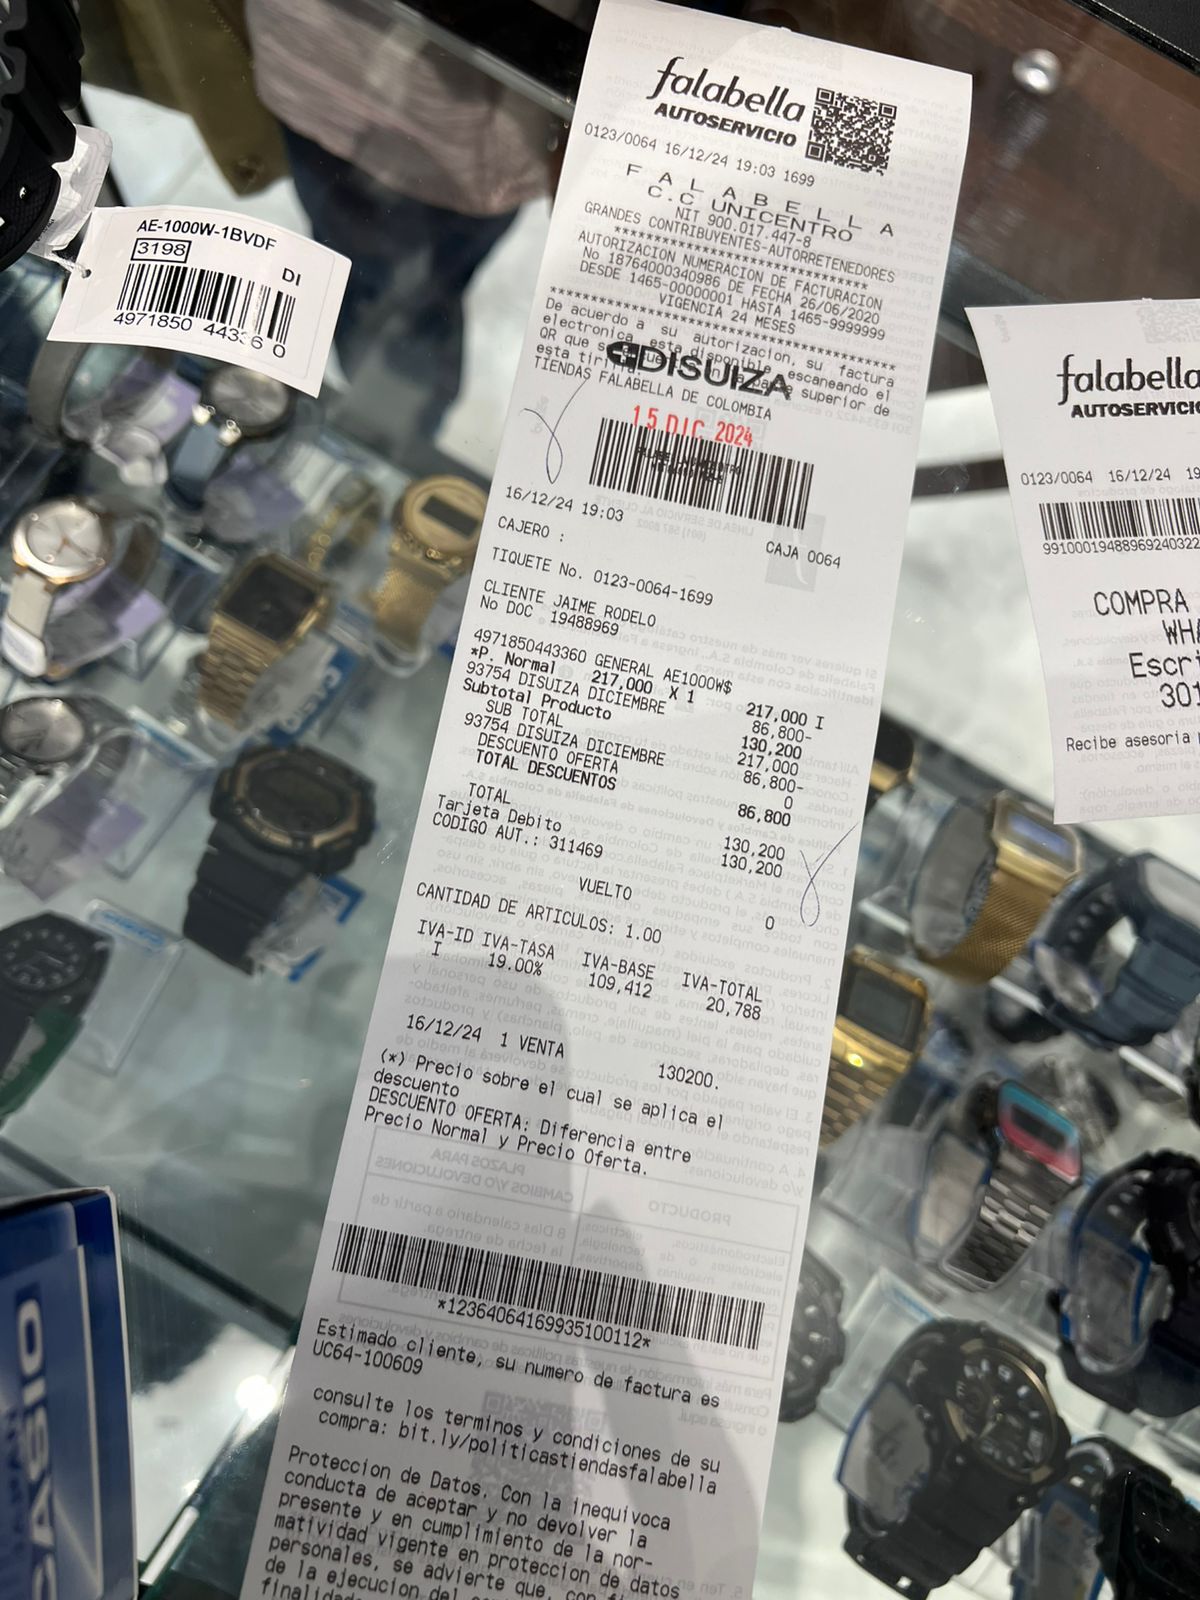 AE-1000W-1BVDF
3198
DI
4971850 443360
falabella
AUTOSERVICIO
0123/0064 16/12/24 19:03 1699
F A L A B E L L A
C.C UNICENTRO
NIT 900.017.447-8
GRANDES CONTRIBUYENTES-AUTORRETENEDORES
****************************
AUTORIZACION NUMERACION DE FACTURACION
No 18764000340986 DE FECHA 26/06/2020
DESDE 1465-00000001 HASTA 1465-9999999
VIGENCIA 24 MESES
De acuerdo a su autorizacion, su factura
electronica esta disponible escaneando el
QR que se superior de
esta
DISUIZA
TIENDAS FALABELLA DE COLOMBIA
15 DIC 2024
16/12/24 19:03
CAJERO :
CAJA 0064
TIQUETE No. 0123-0064-1699
CLIENTE JAIME RODELO
No DOC 19488969
4971850443360 GENERAL AE1000W$
*P. Normal 217,000 X 1 217,000 I
93754 DISUIZA DICIEMBRE 86,800-
Subtotal Producto 130,200
SUB TOTAL 217,000
93754 DISUIZA DICIEMBRE 86,800-
DESCUENTO OFERTA 0
TOTAL DESCUENTOS 86,800
TOTAL 130,200
Tarjeta Debito 130,200
CODIGO AUT.: 311469
VUELTO 0
CANTIDAD DE ARTICULOS: 1.00
IVA-ID IVA-TASA IVA-BASE IVA-TOTAL
I 19.00% 109,412 20,788
16/12/24 1 VENTA 130200.
(*) Precio sobre el cual se aplica el
descuento
DESCUENTO OFERTA: Diferencia entre
Precio Normal y Precio Oferta.
*12364064169935100112*
Estimado cliente, su numero de factura es
UC64-100609
consulte los terminos y condiciones de su
compra: bit.ly/politicastiendasfalabella
Proteccion de Datos. Con la inequivoca
conducta de aceptar y no devolver la
presente y en cumplimiento de la nor-
matividad vigente en proteccion de datos
personales, se advierte que, con
de la ejecucion del
falabella
AUTOSERVICIO
0123/0064 16/12/24
COMPRA
Escri
301
Recibe asesoria
CASIO